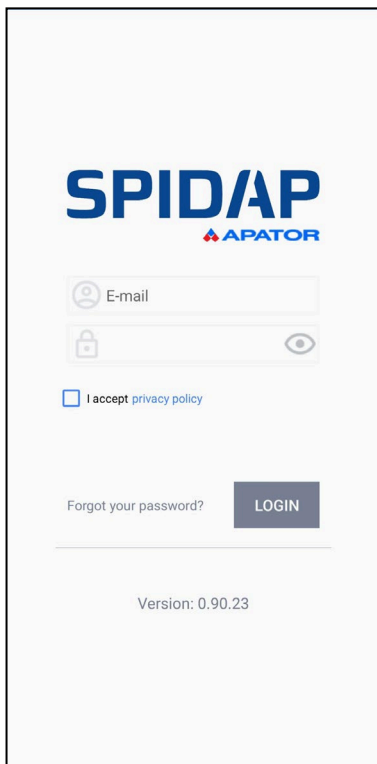 SPIDAP
APATOR
E-mail
I accept privacy policy
Forgot your password?
LOGIN
Version: 0.90.23